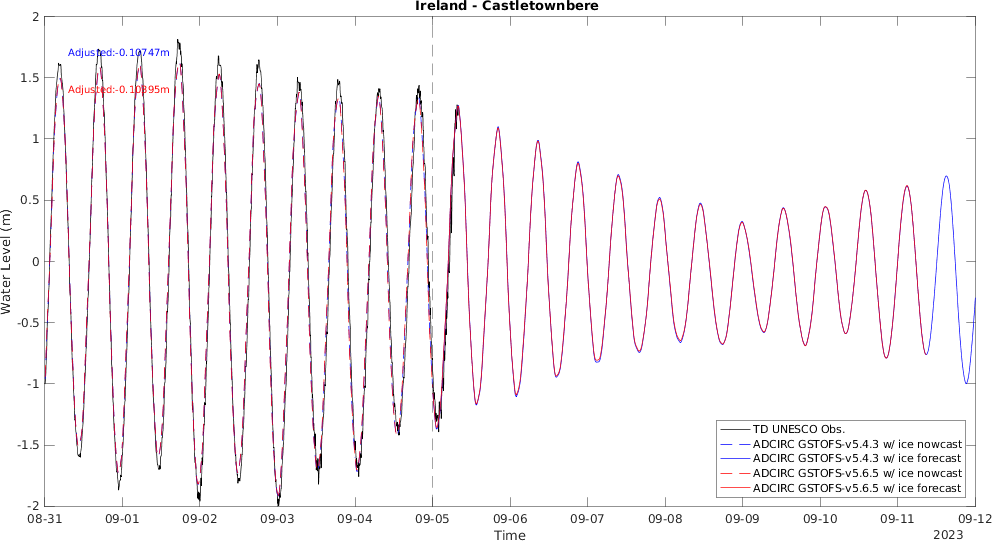 Ireland - Castletownbere
Adjusted:-0.10747m
Adjusted:-0.10395m
Water Level (m)
2
1.5
1
0.5
0
-0.5
-1
-1.5
-2
08-31 09-01 09-02 09-03 09-04 09-05 09-06 09-07 09-08 09-09 09-10 09-11 09-12
Time
2023
TD UNESCO Obs.
ADCIRC GSTOFS-v5.4.3 w/ ice nowcast
ADCIRC GSTOFS-v5.4.3 w/ ice forecast
ADCIRC GSTOFS-v5.6.5 w/ ice nowcast
ADCIRC GSTOFS-v5.6.5 w/ ice forecast